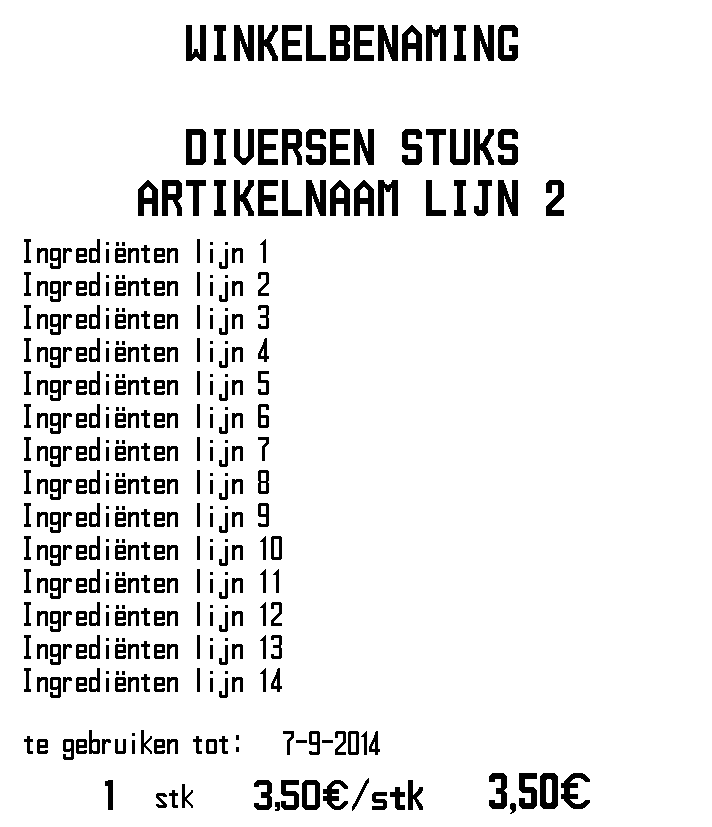 WINKELBENAMING
DIVERSEN STUKS
ARTIKELNAAM LIJN 2
Ingrediënten lijn 1
Ingrediënten lijn 2
Ingrediënten lijn 3
Ingrediënten lijn 4
Ingrediënten lijn 5
Ingrediënten lijn 6
Ingrediënten lijn 7
Ingrediënten lijn 8
Ingrediënten lijn 9
Ingrediënten lijn 10
Ingrediënten lijn 11
Ingrediënten lijn 12
Ingrediënten lijn 13
Ingrediënten lijn 14
te gebruiken tot: 7-9-2014
1 stk 3,50€/stk 3,50€